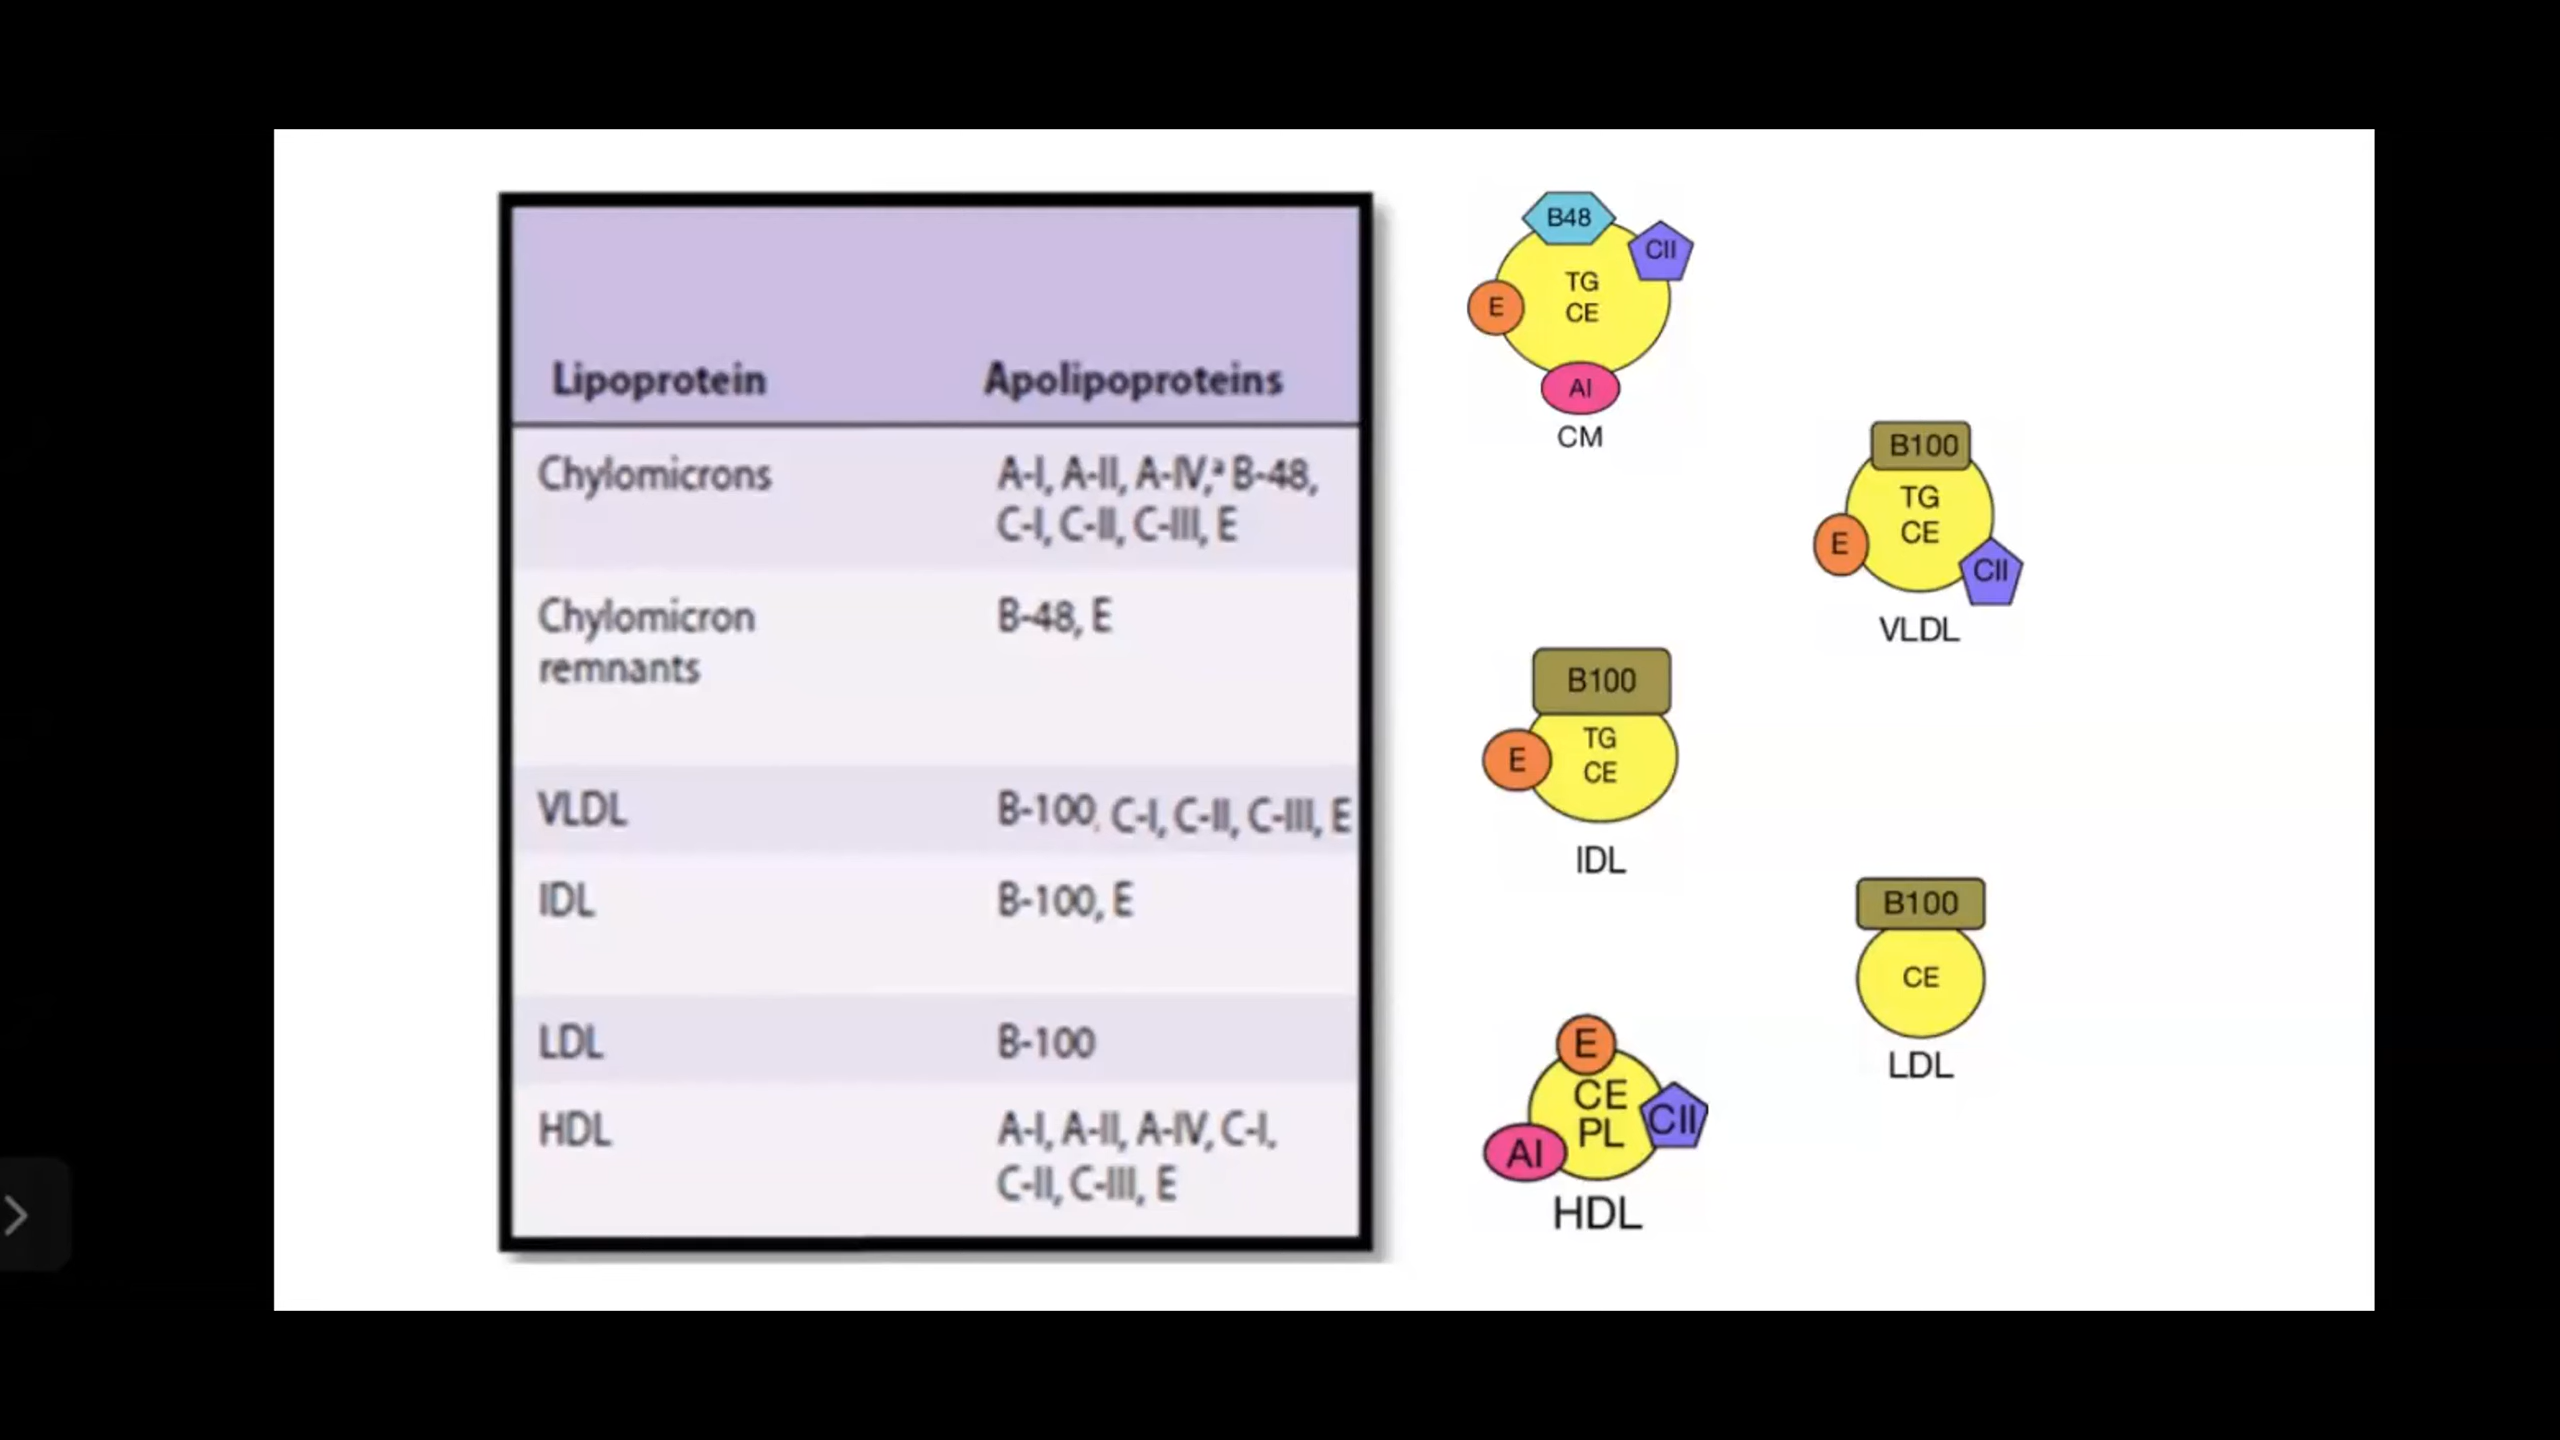 Lipoprotein Apolipoproteins
Chylomicrons A-I, A-II, A-IV,ª B-48,
C-I, C-II, C-III, E
Chylomicron B-48, E
remnants
VLDL B-100, C-I, C-II, C-III, E
IDL B-100, E
LDL B-100
HDL A-I, A-II, A-IV, C-I,
C-II, C-III, E
B48
CII
TG
CE
E
AI
CM
B100
TG
CE
E
CII
VLDL
B100
TG
CE
E
IDL
B100
CE
LDL
E
CE
PL
CII
AI
HDL